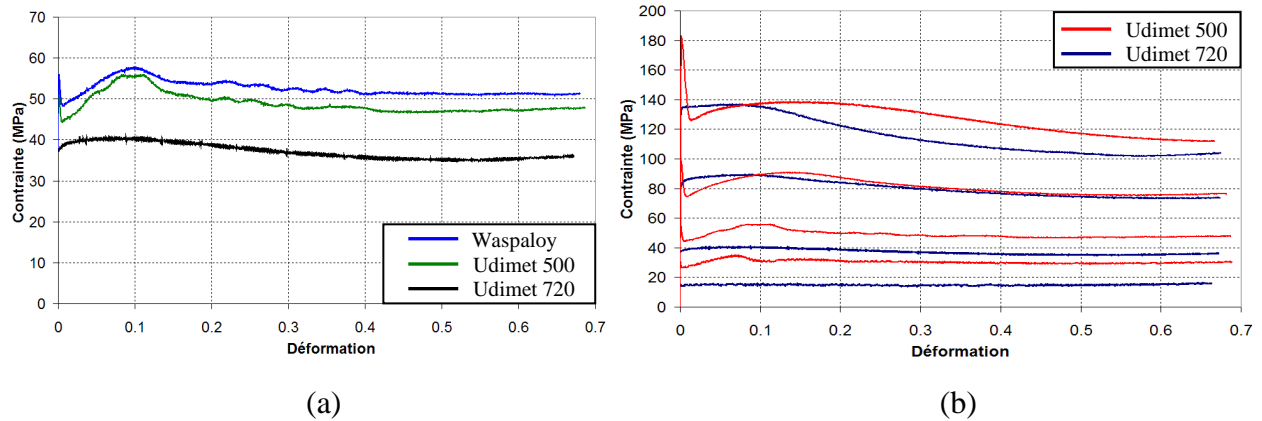 70
60
50
40
30
20
10
0
Contrainte (MPa)
0 0.1 0.2 0.3 0.4 0.5 0.6 0.7
Déformation
Waspaloy
Udimet 500
Udimet 720
(a)
200
180
160
140
120
100
80
60
40
20
0
Contrainte (MPa)
0 0.1 0.2 0.3 0.4 0.5 0.6 0.7
Déformation
Udimet 500
Udimet 720
(b)